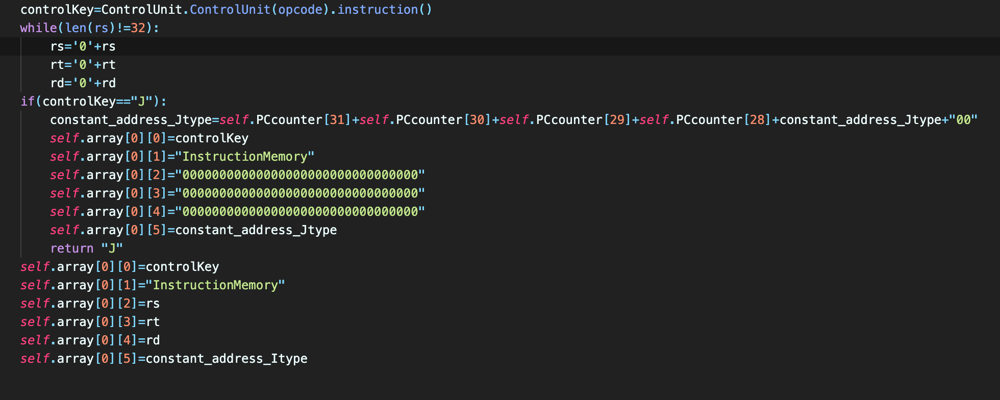 controlKey=ControlUnit.ControlUnit(opcode).instruction()
while(len(rs)!=32):
    rs='0'+rs
    rt='0'+rt
    rd='0'+rd
if(controlKey=="J"):
    constant_address_Jtype=self.PCcounter[31]+self.PCcounter[30]+self.PCcounter[29]+self.PCcounter[28]+constant_address_Jtype+"00"
    self.array[0][0]=controlKey
    self.array[0][1]="InstructionMemory"
    self.array[0][2]="00000000000000000000000000000000"
    self.array[0][3]="00000000000000000000000000000000"
    self.array[0][4]="00000000000000000000000000000000"
    self.array[0][5]=constant_address_Jtype
    return "J"
self.array[0][0]=controlKey
self.array[0][1]="InstructionMemory"
self.array[0][2]=rs
self.array[0][3]=rt
self.array[0][4]=rd
self.array[0][5]=constant_address_Itype